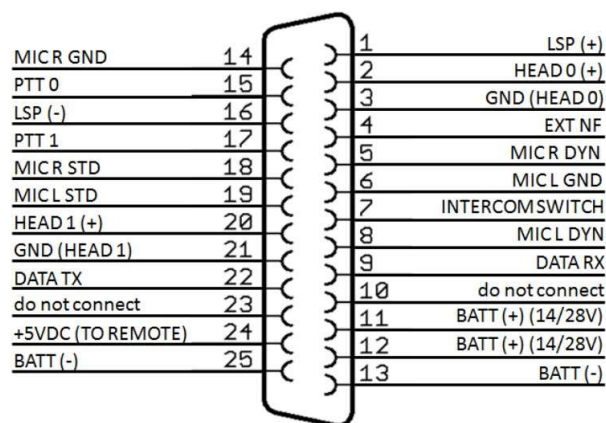 MIC R GND 14
PTT 0 15
LSP (-) 16
PTT 1 17
MIC R STD 18
MIC L STD 19
HEAD 1 (+) 20
GND (HEAD 1) 21
DATA TX 22
do not connect 23
+5VDC (TO REMOTE) 24
BATT (-) 25
1 LSP (+)
2 HEAD 0 (+)
3 GND (HEAD 0)
4 EXT NF
5 MIC R DYN
6 MIC L GND
7 INTERCOM SWITCH
8 MIC L DYN
9 DATA RX
10 do not connect
11 BATT (+) (14/28V)
12 BATT (+) (14/28V)
13 BATT (-)